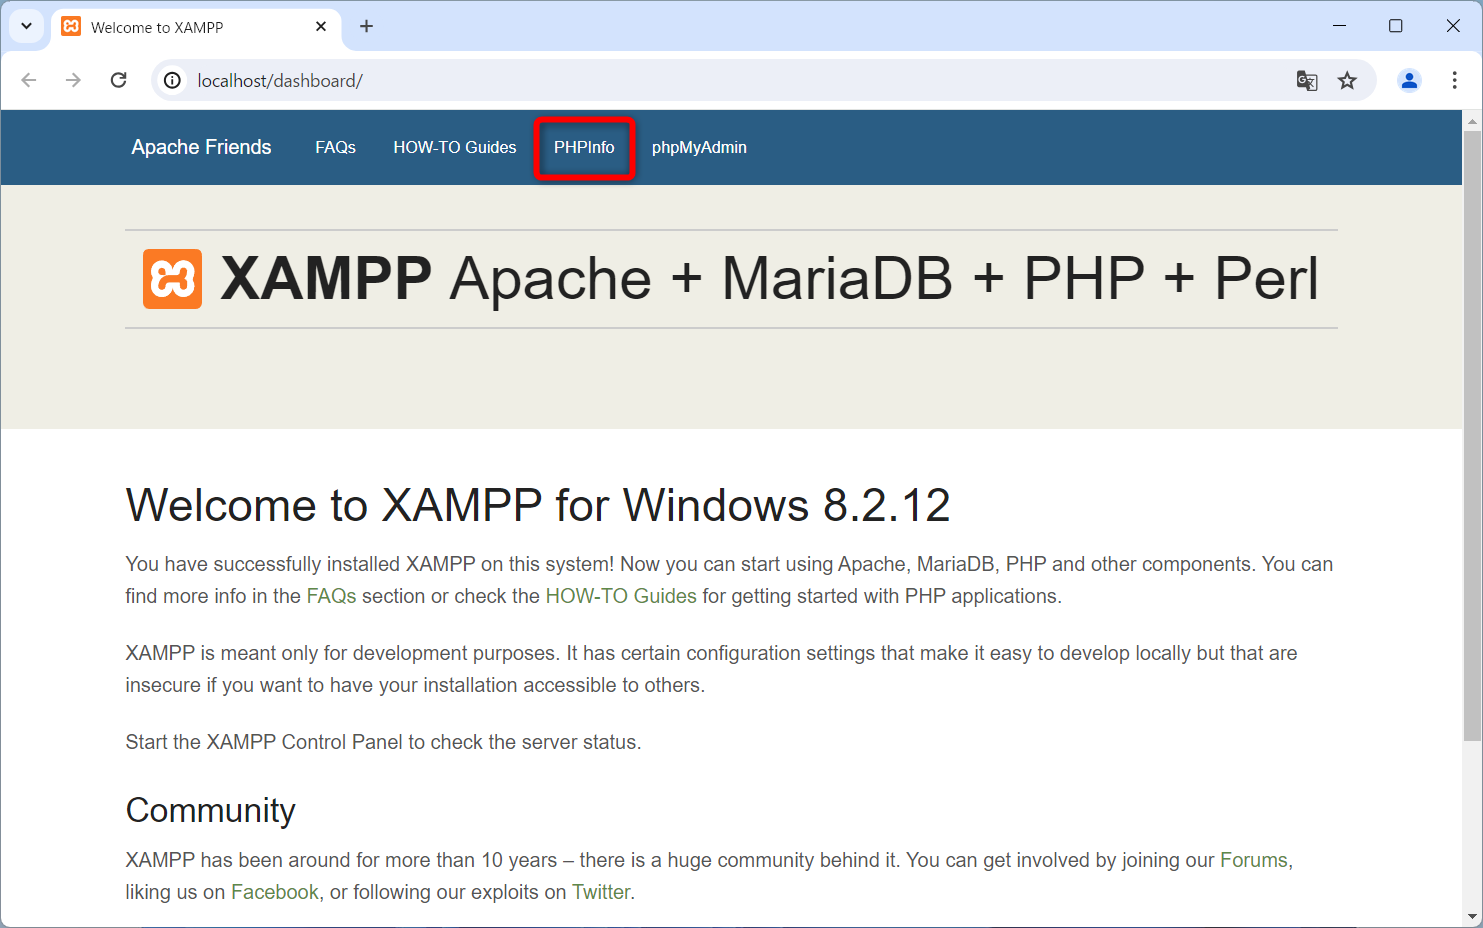 Welcome to XAMPP
localhost/dashboard/
Apache Friends FAQs HOW-TO Guides PHPInfo phpMyAdmin
XAMPP Apache + MariaDB + PHP + Perl
Welcome to XAMPP for Windows 8.2.12
You have successfully installed XAMPP on this system! Now you can start using Apache, MariaDB, PHP and other components. You can
find more info in the FAQs section or check the HOW-TO Guides for getting started with PHP applications.
XAMPP is meant only for development purposes. It has certain configuration settings that make it easy to develop locally but that are
insecure if you want to have your installation accessible to others.
Start the XAMPP Control Panel to check the server status.
Community
XAMPP has been around for more than 10 years – there is a huge community behind it. You can get involved by joining our Forums,
liking us on Facebook, or following our exploits on Twitter.